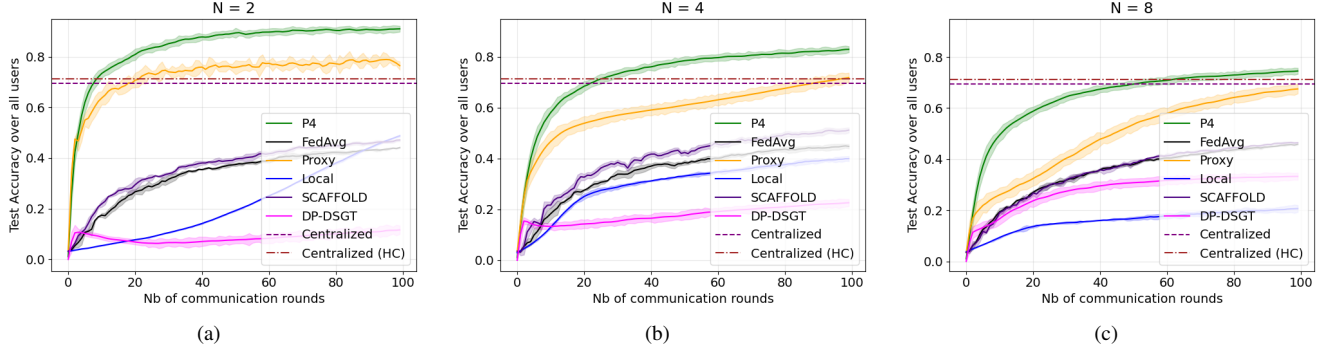 N = 2
Test Accuracy over all users
0.8
0.6
0.4
0.2
0.0
P4
FedAvg
Proxy
Local
SCAFFOLD
DP-DSGT
Centralized
Centralized (HC)
0 20 40 60 80 100
Nb of communication rounds
(a)
N = 4
Test Accuracy over all users
0.8
0.6
0.4
0.2
0.0
P4
FedAvg
Proxy
Local
SCAFFOLD
DP-DSGT
Centralized
Centralized (HC)
0 20 40 60 80 100
Nb of communication rounds
(b)
N = 8
Test Accuracy over all users
0.8
0.6
0.4
0.2
0.0
P4
FedAvg
Proxy
Local
SCAFFOLD
DP-DSGT
Centralized
Centralized (HC)
0 20 40 60 80 100
Nb of communication rounds
(c)